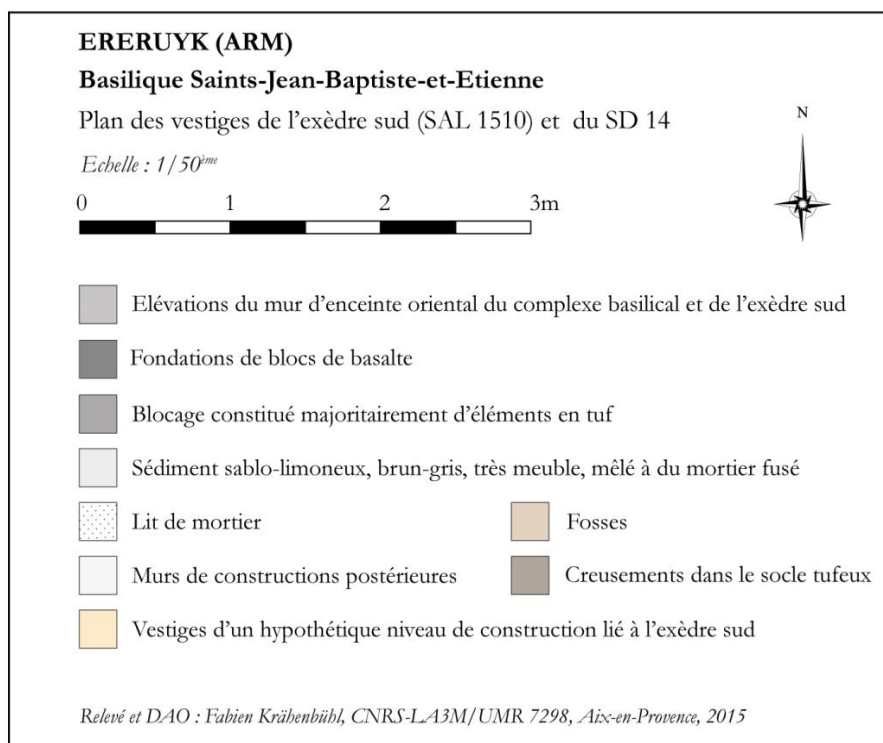 ERERUYK (ARM)
Basilique Saints-Jean-Baptiste-et-Etienne
Plan des vestiges de l'exèdre sud (SAL 1510) et du SD 14
N
Echelle : 1/50ème
0 1 2 3m
Elévations du mur d'enceinte oriental du complexe basilical et de l'exèdre sud
Fondations de blocs de basalte
Blocage constitué majoritairement d'éléments en tuf
Sédiment sablo-limoneux, brun-gris, très meuble, mêlé à du mortier fusé
Lit de mortier
Fosses
Murs de constructions postérieures
Creusements dans le socle tufeux
Vestiges d'un hypothétique niveau de construction lié à l'exèdre sud
Relevé et DAO : Fabien Krähenbühl, CNRS-LA3M/UMR 7298, Aix-en-Provence, 2015